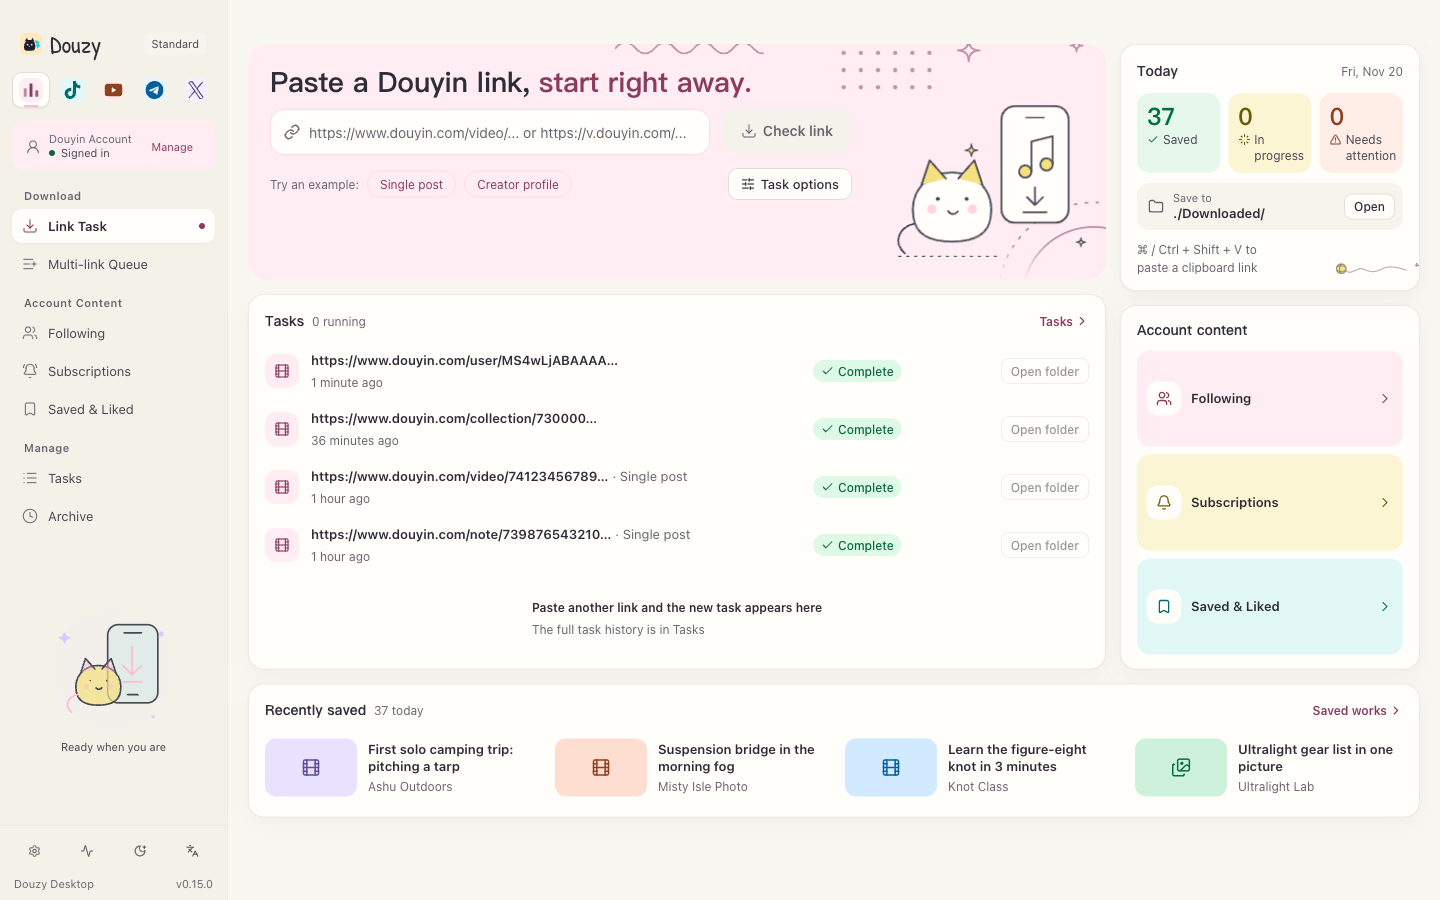 Douzy
Standard
Douyin Account
Signed in
Manage
Download
Link Task
Multi-link Queue
Account Content
Following
Subscriptions
Saved & Liked
Manage
Tasks
Archive
Ready when you are
Douzy Desktop
v0.15.0
Paste a Douyin link, start right away.
https://www.douyin.com/video/... or https://v.douyin.com/...
Check link
Try an example:
Single post
Creator profile
Task options
Today
Fri, Nov 20
37
Saved
0
In
progress
0
Needs
attention
Save to
./Downloaded/
Open
⌘ / Ctrl + Shift + V to
paste a clipboard link
Tasks
0 running
Tasks
https://www.douyin.com/user/MS4wLjABAAAA...
1 minute ago
Complete
Open folder
https://www.douyin.com/collection/730000...
36 minutes ago
Complete
Open folder
https://www.douyin.com/video/74123456789... · Single post
1 hour ago
Complete
Open folder
https://www.douyin.com/note/739876543210... · Single post
1 hour ago
Complete
Open folder
Paste another link and the new task appears here
The full task history is in Tasks
Account content
Following
Subscriptions
Saved & Liked
Recently saved
37 today
Saved works
First solo camping trip:
pitching a tarp
Ashu Outdoors
Suspension bridge in the
morning fog
Misty Isle Photo
Learn the figure-eight
knot in 3 minutes
Knot Class
Ultralight gear list in one
picture
Ultralight Lab